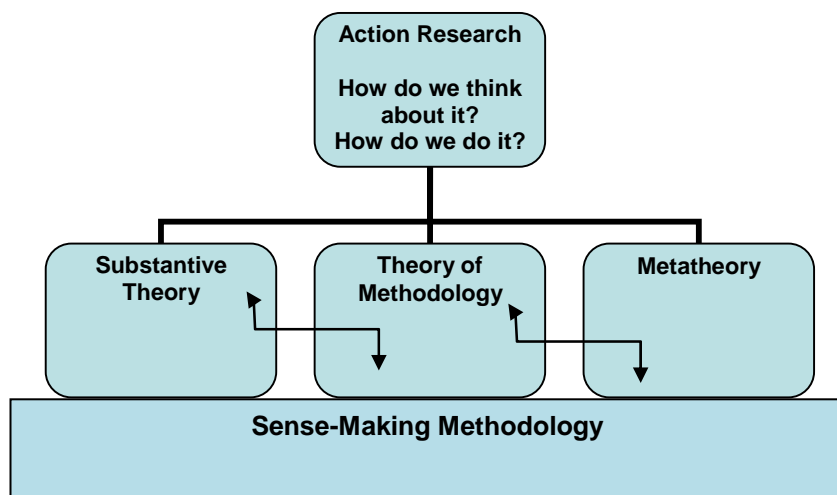 Action Research
How do we think
about it?
How do we do it?
Substantive
Theory
Theory of
Methodology
Metatheory
Sense-Making Methodology